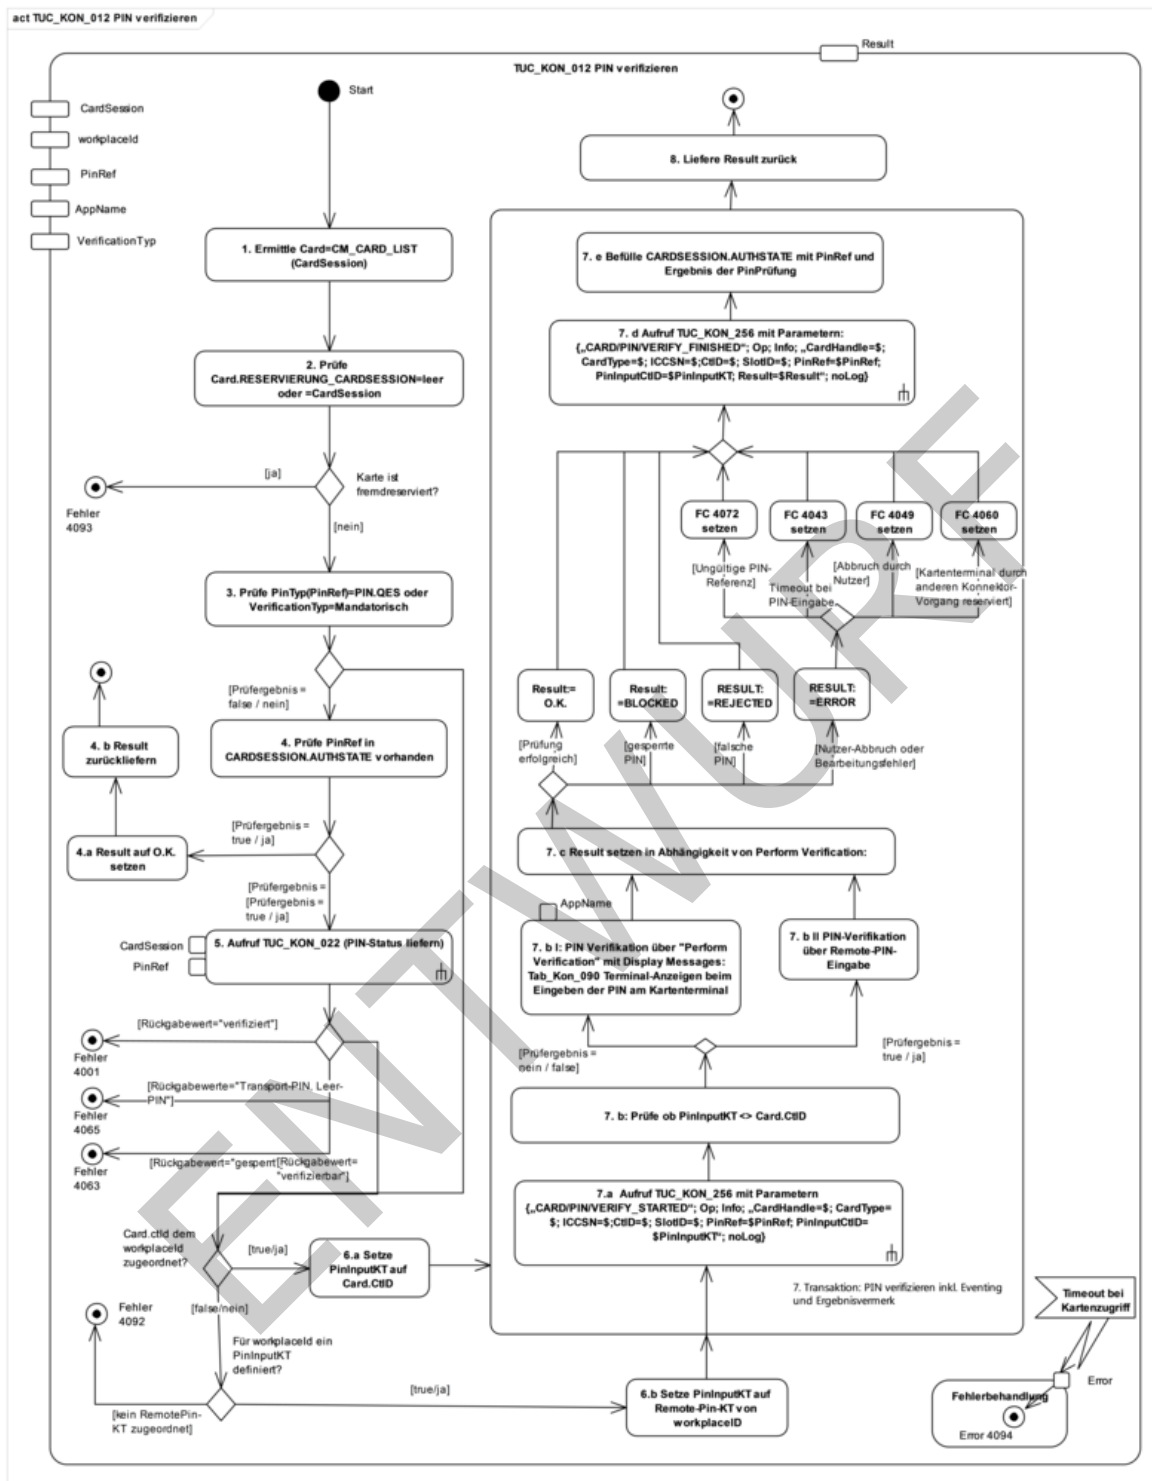 act TUC_KON_012 PIN verifizieren
Result
TUC_KON_012 PIN verifizieren
CardSession
workplaceId
PinRef
AppName
VerificationTyp
Start
1. Ermittle Card=CM_CARD_LIST
(CardSession)
2. Prüfe
Card.RESERVIERUNG_CARDSESSION=leer
oder =CardSession
[ja]
Karte ist
fremdreserviert?
Fehler
4093
[nein]
3. Prüfe PinTyp(PinRef)=PIN.QES oder
VerificationTyp=Mandatorisch
[Prüfergebnis =
false / nein]
4. Prüfe PinRef in
CARDSESSION.AUTHSTATE vorhanden
4. b Result
zurückliefern
[Prüfergebnis =
true / ja]
4.a Result auf O.K.
setzen
[Prüfergebnis =
[Prüfergebnis =
true / ja]
CardSession
PinRef
5. Aufruf TUC_KON_022 (PIN-Status liefern)
[Rückgabewert="verifiziert"]
Fehler
4001
[Rückgabewerte="Transport-PIN, Leer-
PIN"]
Fehler
4065
[Rückgabewert="gesperrt
[Rückgabewert=
"verifizierbar"]
Fehler
4063
Card.ctId dem
workplaceId
zugeordnet?
[true/ja]
6.a Setze
PinInputKT auf
Card.CtID
[false/nein]
Fehler
4092
Für workplaceId ein
PinInputKT
definiert?
[true/ja]
[kein RemotePin-
KT zugeordnet]
6.b Setze PinInputKT auf
Remote-Pin-KT von
workplaceID
8. Liefere Result zurück
7. e Befülle CARDSESSION.AUTHSTATE mit PinRef und
Ergebnis der PinPrüfung
7. d Aufruf TUC_KON_256 mit Parametern:
{„CARD/PIN/VERIFY_FINISHED“; Op; Info; „CardHandle=$;
CardType=$; ICCSN=$;CtID=$; SlotID=$; PinRef=$PinRef;
PinInputCtID=$PinInputKT; Result=$Result“; noLog}
FC 4072
setzen
FC 4043
setzen
FC 4049
setzen
FC 4060
setzen
[Ungültige PIN-
Referenz]
Timeout bei
PIN-Eingabe
[Abbruch durch
Nutzer]
[Kartenterminal durch
anderen Konnektor-
Vorgang reserviert]
Result:=
O.K.
Result:
=BLOCKED
RESULT:
=REJECTED
RESULT:
=ERROR
[Prüfung
erfolgreich]
[gesperrte
PIN]
[falsche
PIN]
[Nutzer-Abbruch oder
Bearbeitungsfehler]
7. c Result setzen in Abhängigkeit von Perform Verification:
AppName
7. b I: PIN Verifikation über "Perform
Verification" mit Display Messages:
Tab_Kon_090 Terminal-Anzeigen beim
Eingeben der PIN am Kartenterminal
7. b II PIN-Verifikation
über Remote-PIN-
Eingabe
[Prüfergebnis =
nein / false]
[Prüfergebnis =
true / ja]
7. b: Prüfe ob PinInputKT <> Card.CtID
7.a Aufruf TUC_KON_256 mit Parametern
{„CARD/PIN/VERIFY_STARTED“; Op; Info; „CardHandle=$; CardType=
$; ICCSN=$;CtID=$; SlotID=$; PinRef=$PinRef; PinInputCtID=
$PinInputKT“; noLog}
7. Transaktion: PIN verifizieren inkl. Eventing
und Ergebnisvermerk
Timeout bei
Kartenzugriff
Error
Fehlerbehandlung
Error 4094
ENTWURF